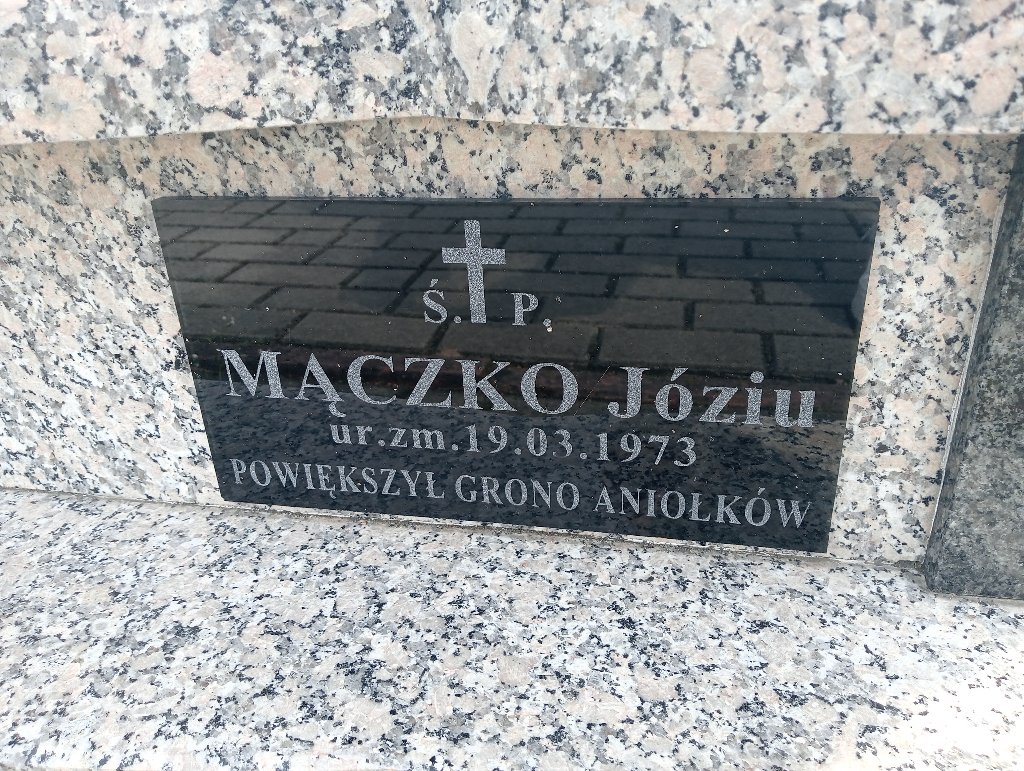 Ś. P.
MĄCZKO Józiu
ur.zm.19.03.1973
POWIĘKSZYŁ GRONO ANIOŁKÓW